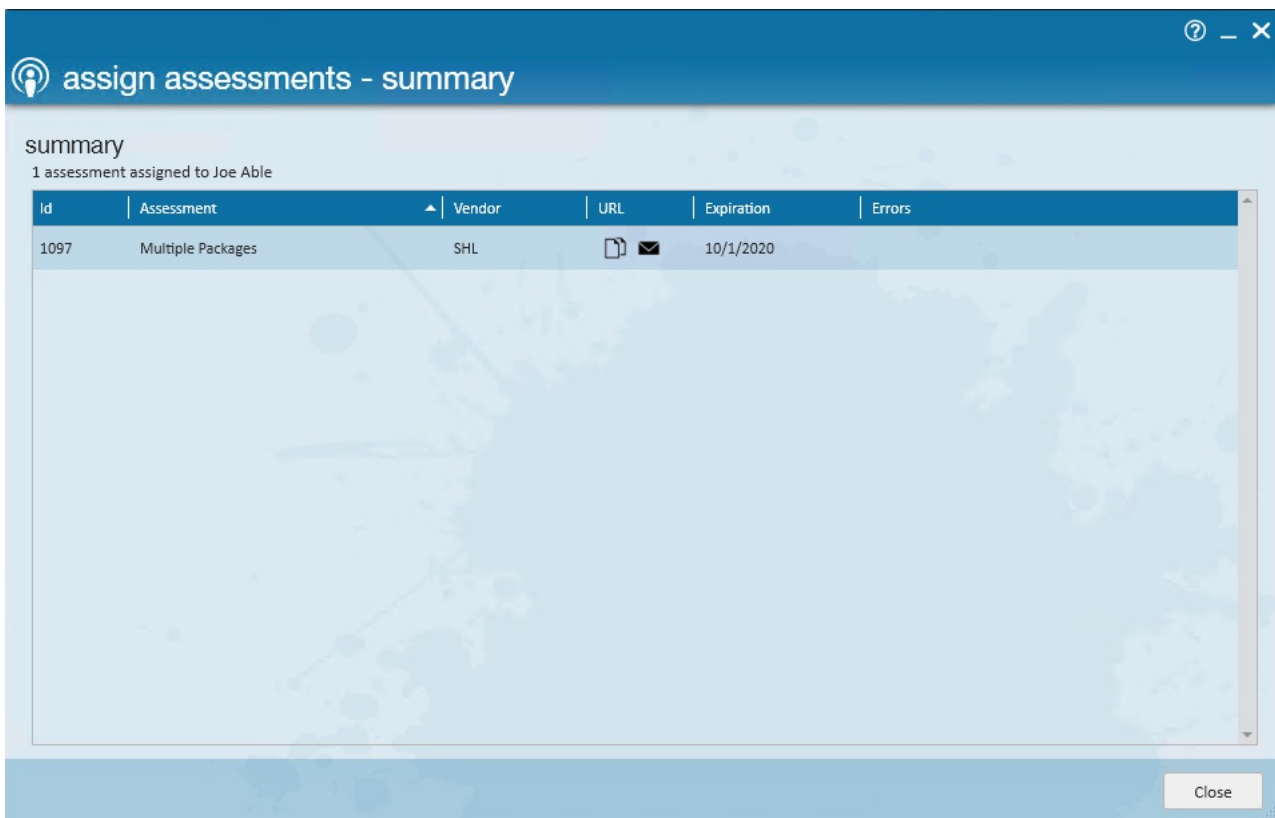 assign assessments - summary
summary
1 assessment assigned to Joe Able
Id Assessment Vendor URL Expiration Errors
1097 Multiple Packages SHL 10/1/2020
Close